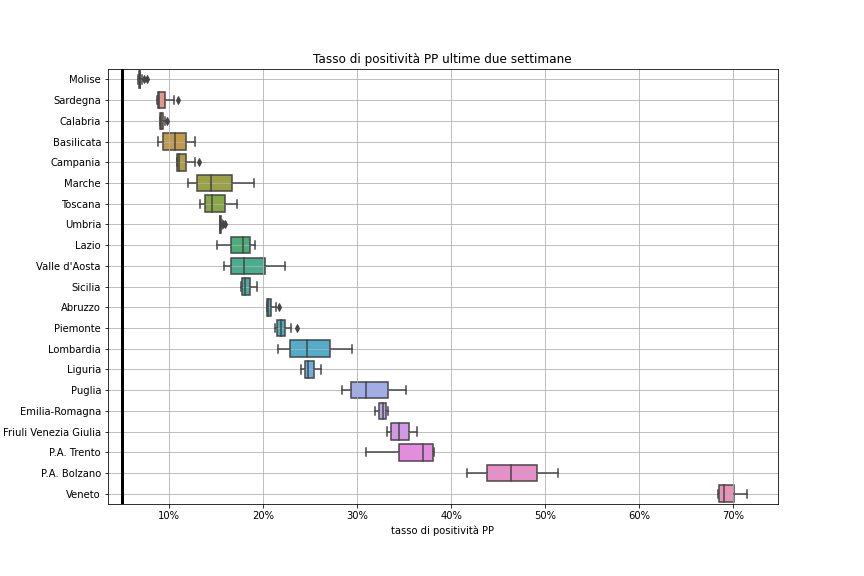 Tasso di positività PP ultime due settimane
Molise
Sardegna
Calabria
Basilicata
Campania
Marche
Toscana
Umbria
Lazio
Valle d'Aosta
Sicilia
Abruzzo
Piemonte
Lombardia
Liguria
Puglia
Emilia-Romagna
Friuli Venezia Giulia
P.A. Trento
P.A. Bolzano
Veneto
10% 20% 30% 40% 50% 60% 70%
tasso di positività PP